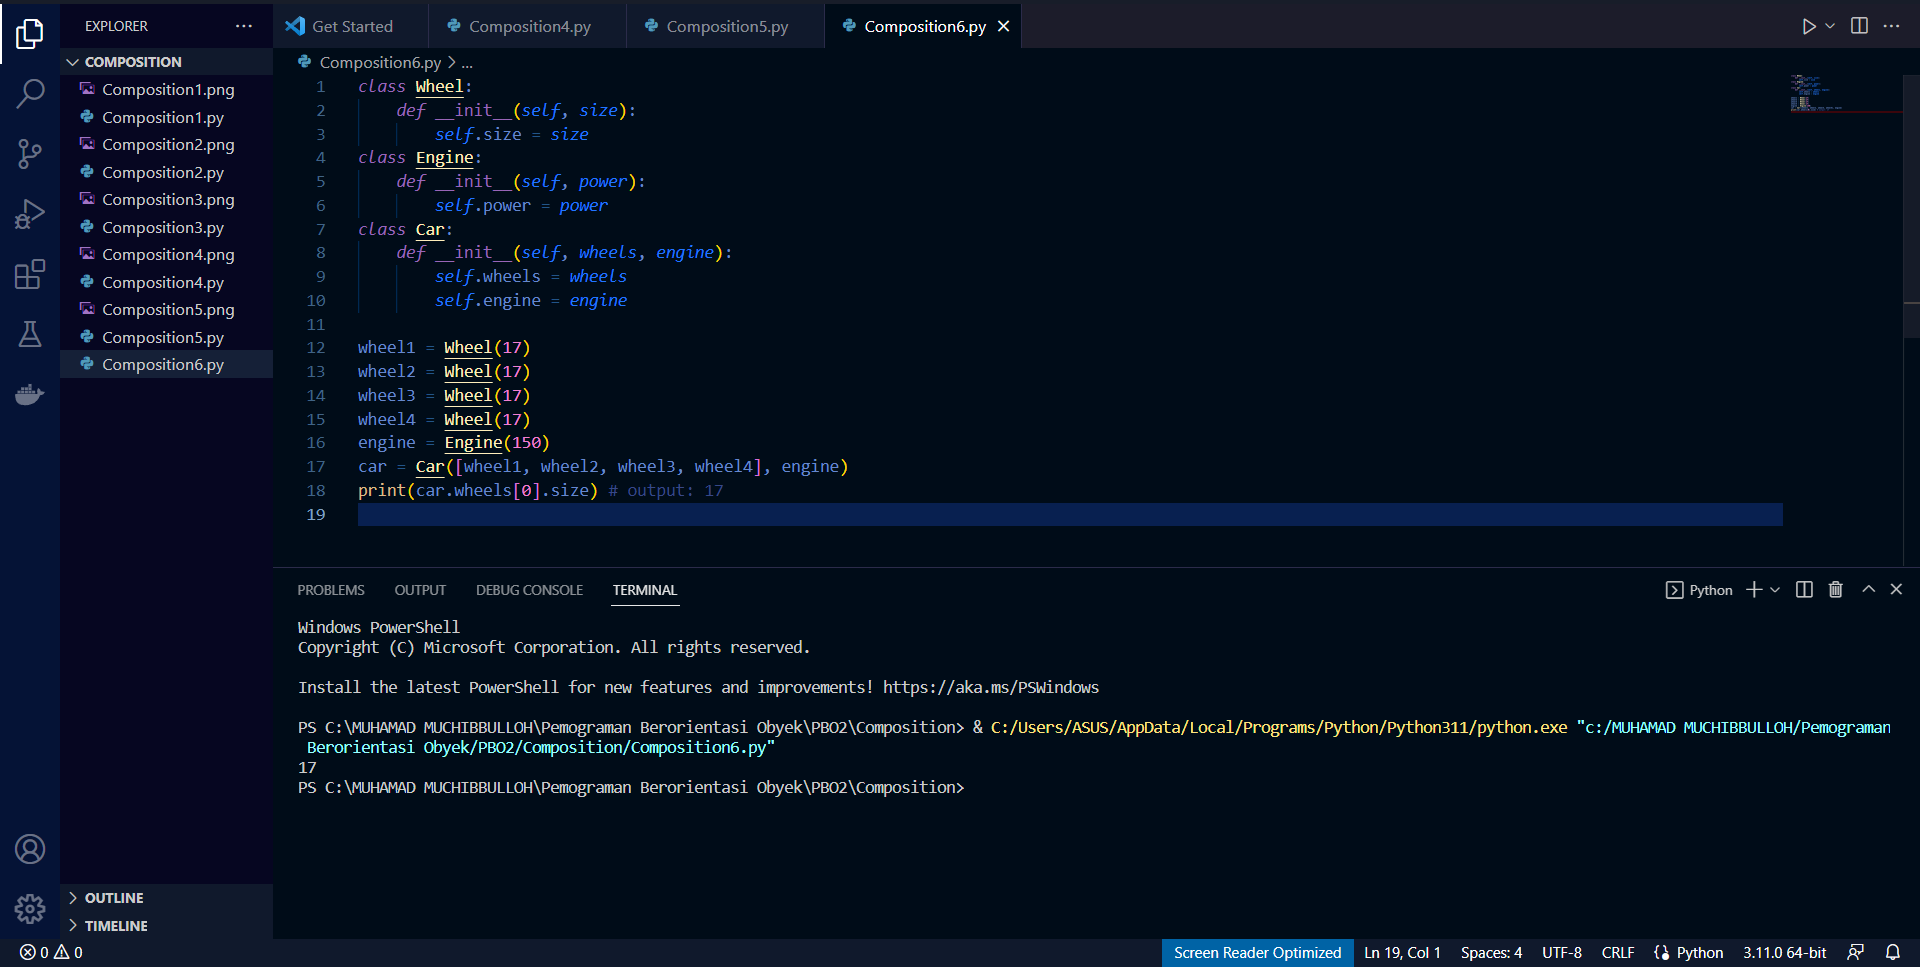 EXPLORER
COMPOSITION
Composition1.png
Composition1.py
Composition2.png
Composition2.py
Composition3.png
Composition3.py
Composition4.png
Composition4.py
Composition5.png
Composition5.py
Composition6.py
OUTLINE
TIMELINE
Get Started
Composition4.py
Composition5.py
Composition6.py
Composition6.py > ...
1 class Wheel:
2     def __init__(self, size):
3         self.size = size
4 class Engine:
5     def __init__(self, power):
6         self.power = power
7 class Car:
8     def __init__(self, wheels, engine):
9         self.wheels = wheels
10         self.engine = engine
11
12 wheel1 = Wheel(17)
13 wheel2 = Wheel(17)
14 wheel3 = Wheel(17)
15 wheel4 = Wheel(17)
16 engine = Engine(150)
17 car = Car([wheel1, wheel2, wheel3, wheel4], engine)
18 print(car.wheels[0].size) # output: 17
19
PROBLEMS OUTPUT DEBUG CONSOLE TERMINAL
Python
Windows PowerShell
Copyright (C) Microsoft Corporation. All rights reserved.
Install the latest PowerShell for new features and improvements! https://aka.ms/PSWindows
PS C:\MUHAMAD MUCHIBBULLOH\Pemograman Berorientasi Obyek\PBO2\Composition> & C:/Users/ASUS/AppData/Local/Programs/Python/Python311/python.exe "c:/MUHAMAD MUCHIBBULLOH/Pemograman
Berorientasi Obyek/PBO2/Composition/Composition6.py"
17
PS C:\MUHAMAD MUCHIBBULLOH\Pemograman Berorientasi Obyek\PBO2\Composition>
0 0
Screen Reader Optimized Ln 19, Col 1 Spaces: 4 UTF-8 CRLF Python 3.11.0 64-bit